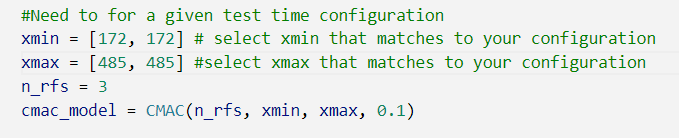 #Need to for a given test time configuration
xmin = [172, 172] # select xmin that matches to your configuration
xmax = [485, 485] #select xmax that matches to your configuration
n_rfs = 3
cmac_model = CMAC(n_rfs, xmin, xmax, 0.1)